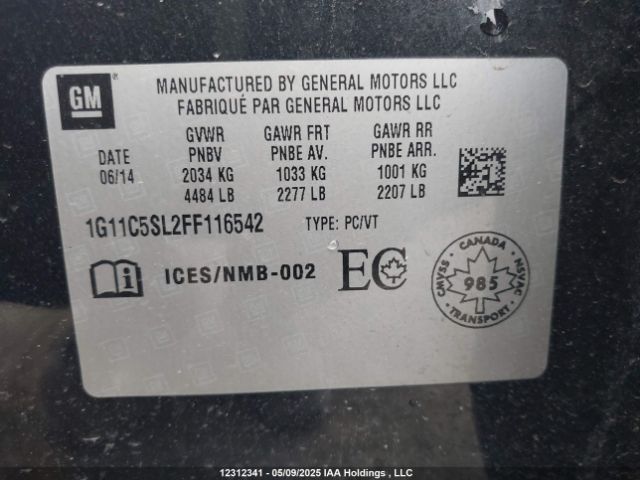 GM®
MANUFACTURED BY GENERAL MOTORS LLC
FABRIQUÉ PAR GENERAL MOTORS LLC
GVWR GAWR FRT GAWR RR
DATE PNBV PNBE AV. PNBE ARR.
06/14 2034 KG 1033 KG 1001 KG
4484 LB 2277 LB 2207 LB
1G11C5SL2FF116542 TYPE: PC/VT
ICES/NMB-002 EC
CANADA
CMVSS 985 NSVAC
TRANSPORT
12312341 - 05/09/2025 IAA Holdings , LLC